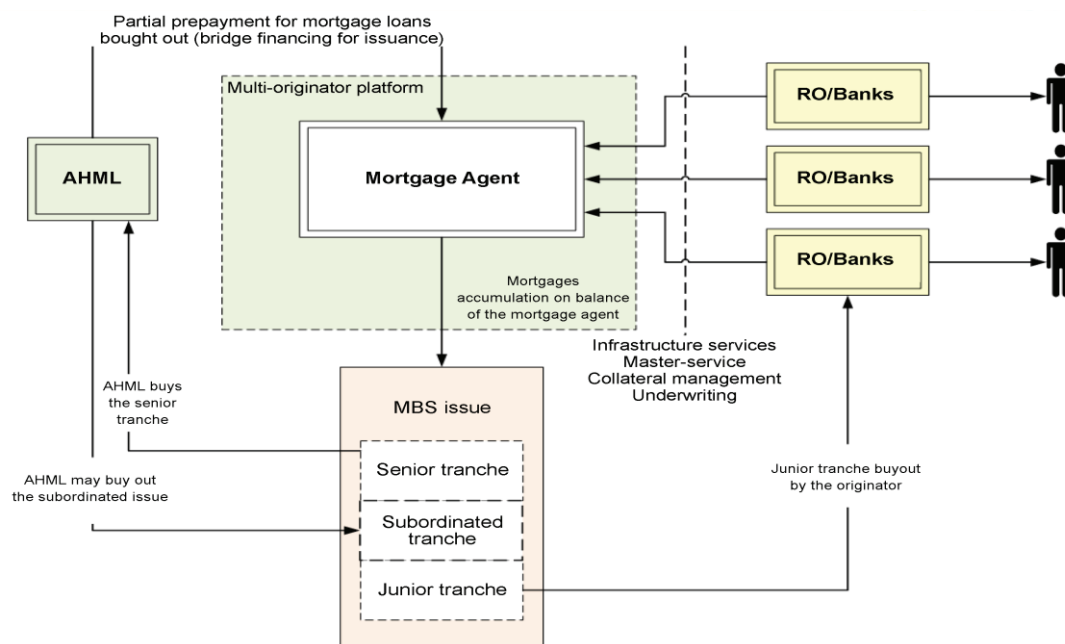 Partial prepayment for mortgage loans
bought out (bridge financing for issuance)
Multi-originator platform
AHML
Mortgage Agent
RO/Banks
RO/Banks
RO/Banks
Mortgages
accumulation on balance
of the mortgage agent
Infrastructure services
Master-service
Collateral management
Underwriting
AHML buys
the senior
tranche
MBS issue
Senior tranche
AHML may buy out
the subordinated issue
Subordinated
tranche
Junior tranche
Junior tranche buyout
by the originator